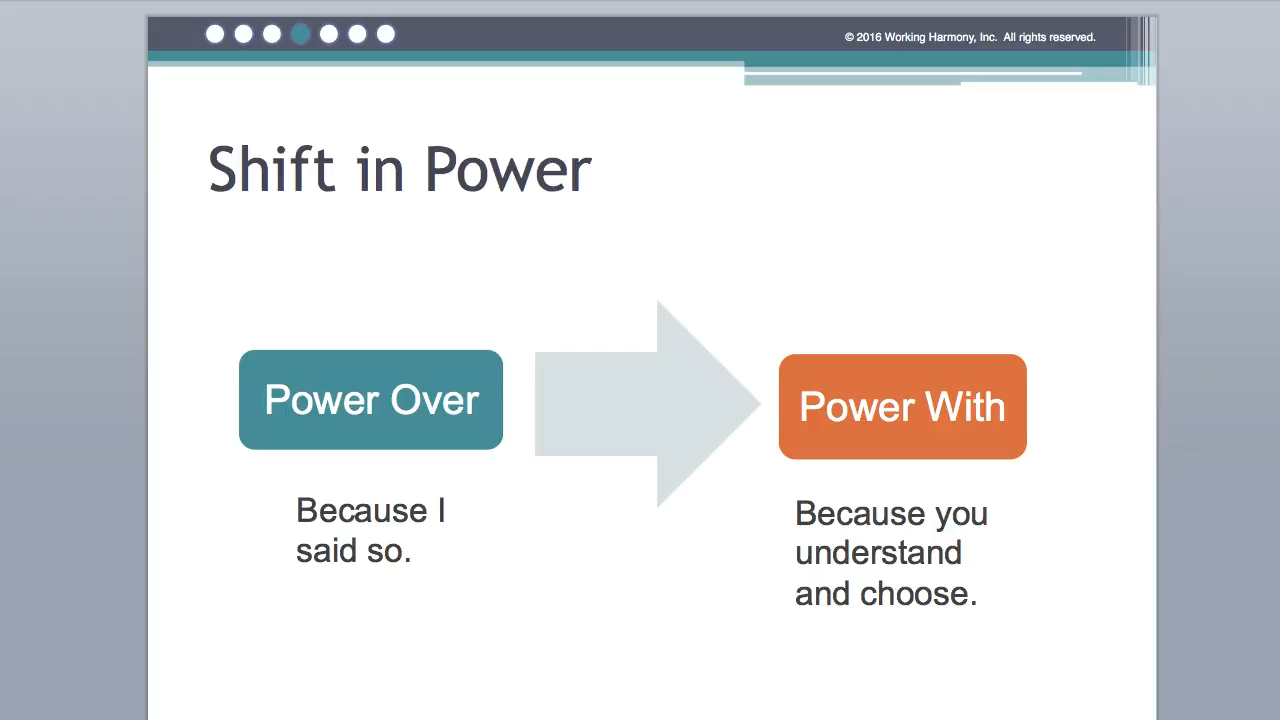 © 2016 Working Harmony, Inc. All rights reserved.
Shift in Power
Power Over
Power With
Because I
said so.
Because you
understand
and choose.